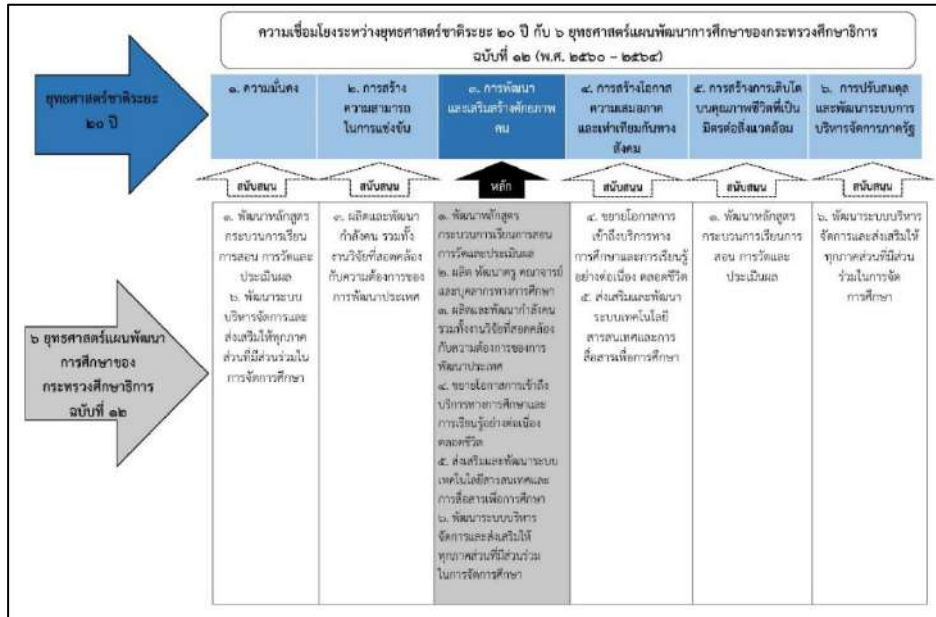 ความเชื่อมโยงระหว่างยุทธศาสตร์ชาติระยะ ๒๐ ปี กับ ๖ ยุทธศาสตร์แผนพัฒนาการศึกษาของกระทรวงศึกษาธิการ
ฉบับที่ ๑๒ (พ.ศ. ๒๕๖๐ - ๒๕๖๔)
ยุทธศาสตร์ชาติระยะ
๒๐ ปี
๑. ความมั่นคง
๒. การสร้าง
ความสามารถ
ในการแข่งขัน
๓. การพัฒนา
และเสริมสร้างศักยภาพ
คน
๔. การสร้างโอกาส
ความเสมอภาค
และเท่าเทียมกันทาง
สังคม
๕. การสร้างการเติบโต
บนคุณภาพชีวิตที่เป็น
มิตรต่อสิ่งแวดล้อม
๖. การปรับสมดุล
และพัฒนาระบบการ
บริหารจัดการภาครัฐ
สนับสนุน
สนับสนุน
หลัก
สนับสนุน
สนับสนุน
สนับสนุน
๖ ยุทธศาสตร์แผนพัฒนา
การศึกษาของ
กระทรวงศึกษาธิการ
ฉบับที่ ๑๒
๑. พัฒนาหลักสูตร
กระบวนการเรียน
การสอน การวัดและ
ประเมินผล
๖. พัฒนาระบบ
บริหารจัดการและ
ส่งเสริมให้ทุกภาค
ส่วนที่มีส่วนร่วมใน
การจัดการศึกษา
๓. ผลิตและพัฒนา
กำลังคน รวมทั้ง
งานวิจัยที่สอดคล้อง
กับความต้องการของ
การพัฒนาประเทศ
๑. พัฒนาหลักสูตร
กระบวนการเรียนการสอน
การวัดและประเมินผล
๒. ผลิต พัฒนาครู คณาจารย์
และบุคลากรทางการศึกษา
๓. ผลิตและพัฒนากำลังคน
รวมทั้งงานวิจัยที่สอดคล้อง
กับความต้องการของการ
พัฒนาประเทศ
๔. ขยายโอกาสการเข้าถึง
บริการทางการศึกษาและ
การเรียนรู้อย่างต่อเนื่อง
ตลอดชีวิต
๕. ส่งเสริมและพัฒนาระบบ
เทคโนโลยีสารสนเทศและ
การสื่อสารเพื่อการศึกษา
๖. พัฒนาระบบบริหาร
จัดการและส่งเสริมให้
ทุกภาคส่วนที่มีส่วนร่วม
ในการจัดการศึกษา
๔. ขยายโอกาสการ
เข้าถึงบริการทาง
การศึกษาและการเรียนรู้
อย่างต่อเนื่อง ตลอดชีวิต
๕. ส่งเสริมและพัฒนา
ระบบเทคโนโลยี
สารสนเทศและการ
สื่อสารเพื่อการศึกษา
๑. พัฒนาหลักสูตร
กระบวนการเรียนการ
สอน การวัดและ
ประเมินผล
๖. พัฒนาระบบบริหาร
จัดการและส่งเสริมให้
ทุกภาคส่วนที่มีส่วน
ร่วมในการจัด
การศึกษา